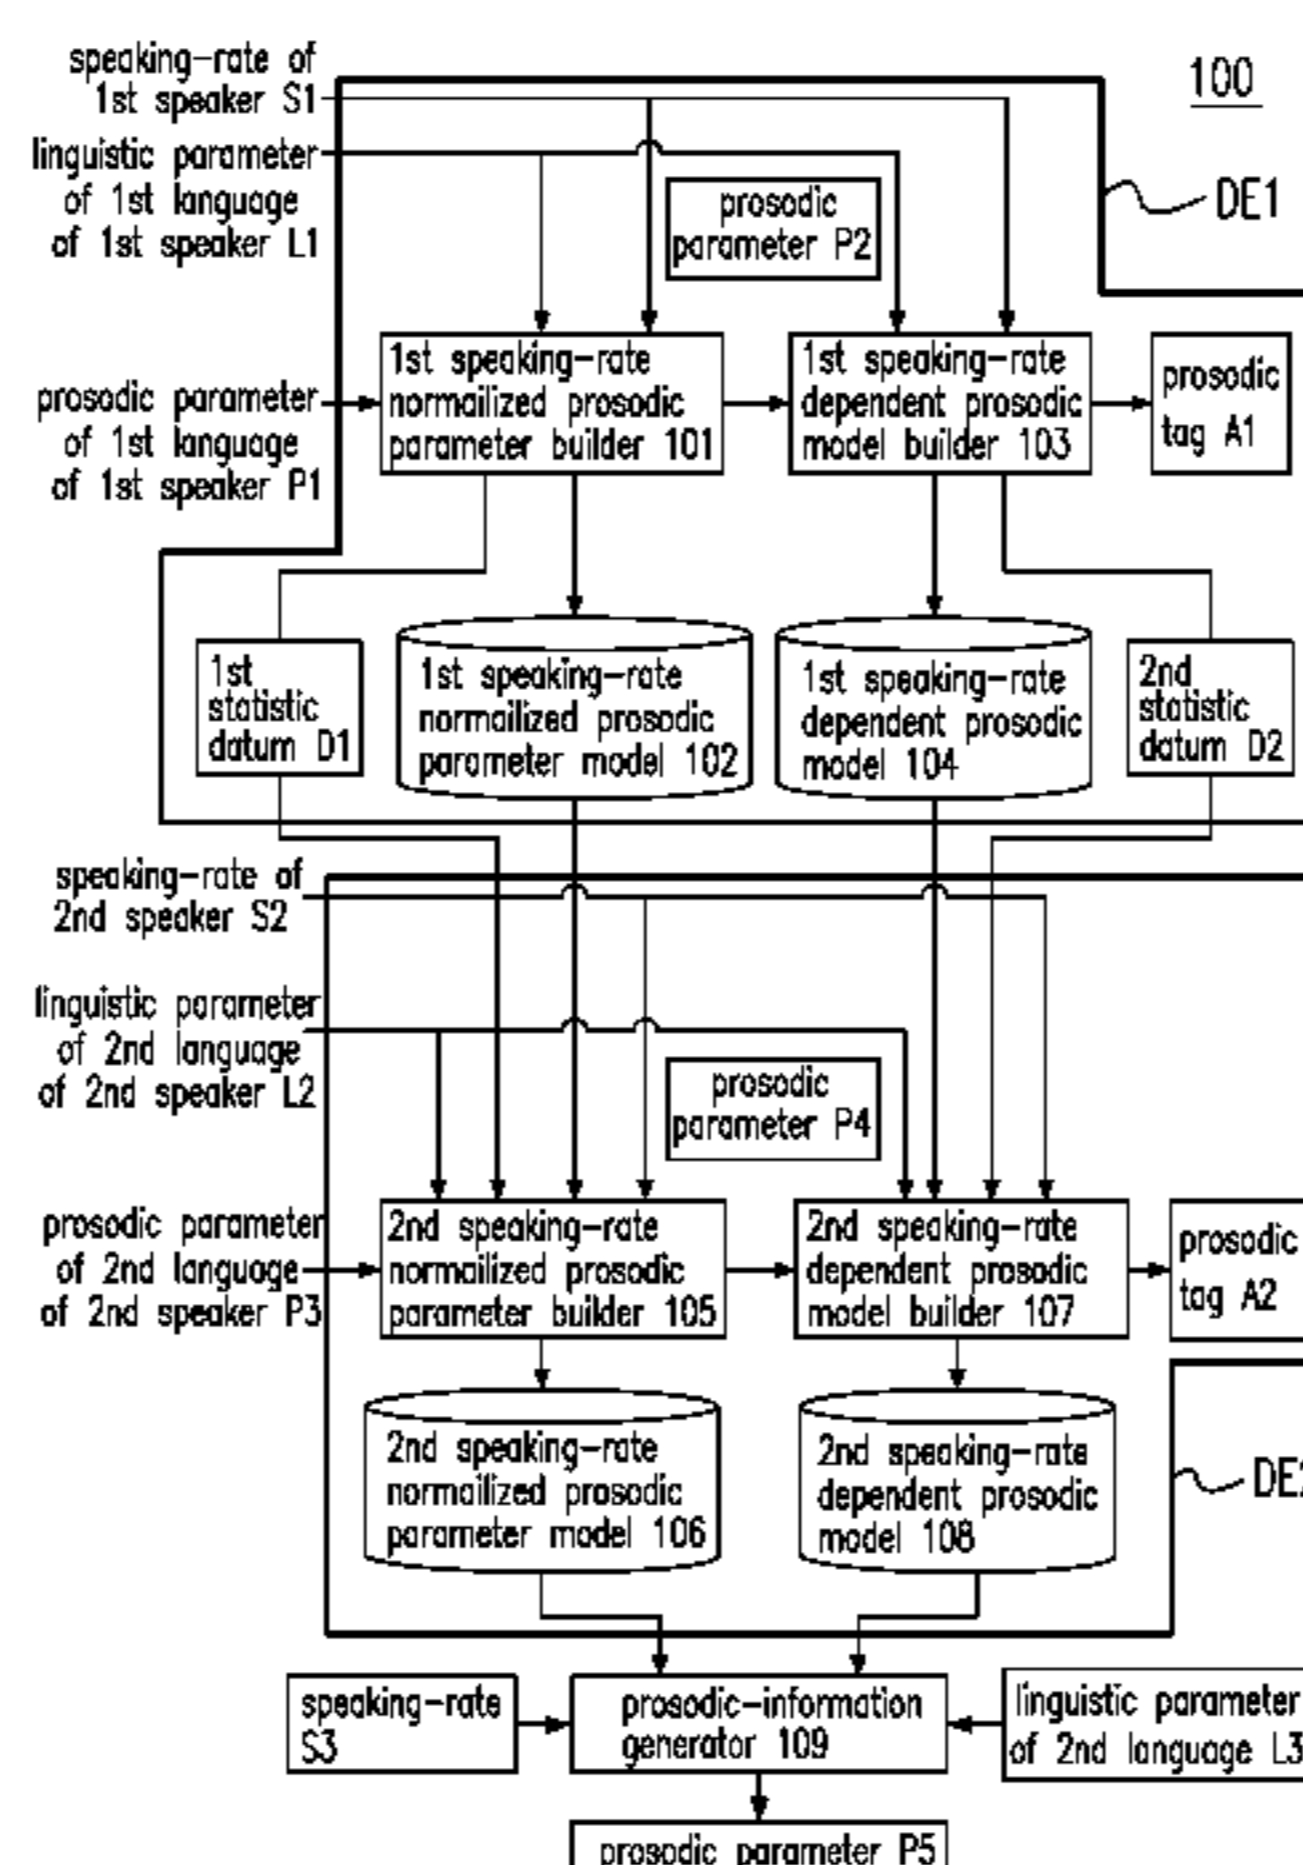 speaking-rate of
1st speaker S1
100
linguistic parameter
of 1st language
of 1st speaker L1
prosodic
parameter P2
DE1
prosodic parameter
of 1st language
of 1st speaker P1
1st speaking-rate
normailized prosodic
parameter builder 101
1st speaking-rate
dependent prosodic
model builder 103
prosodic
tag A1
1st
statistic
datum D1
1st speaking-rate
normailized prosodic
parameter model 102
1st speaking-rate
dependent prosodic
model 104
2nd
statistic
datum D2
speaking-rate of
2nd speaker S2
linguistic parameter
of 2nd language
of 2nd speaker L2
prosodic
parameter P4
prosodic parameter
of 2nd language
of 2nd speaker P3
2nd speaking-rate
normailized prosodic
parameter builder 105
2nd speaking-rate
dependent prosodic
model builder 107
prosodic
tag A2
2nd speaking-rate
normailized prosodic
parameter model 106
2nd speaking-rate
dependent prosodic
model 108
DE2
speaking-rate
S3
prosodic-information
generator 109
linguistic parameter
of 2nd language L3
prosodic parameter P5